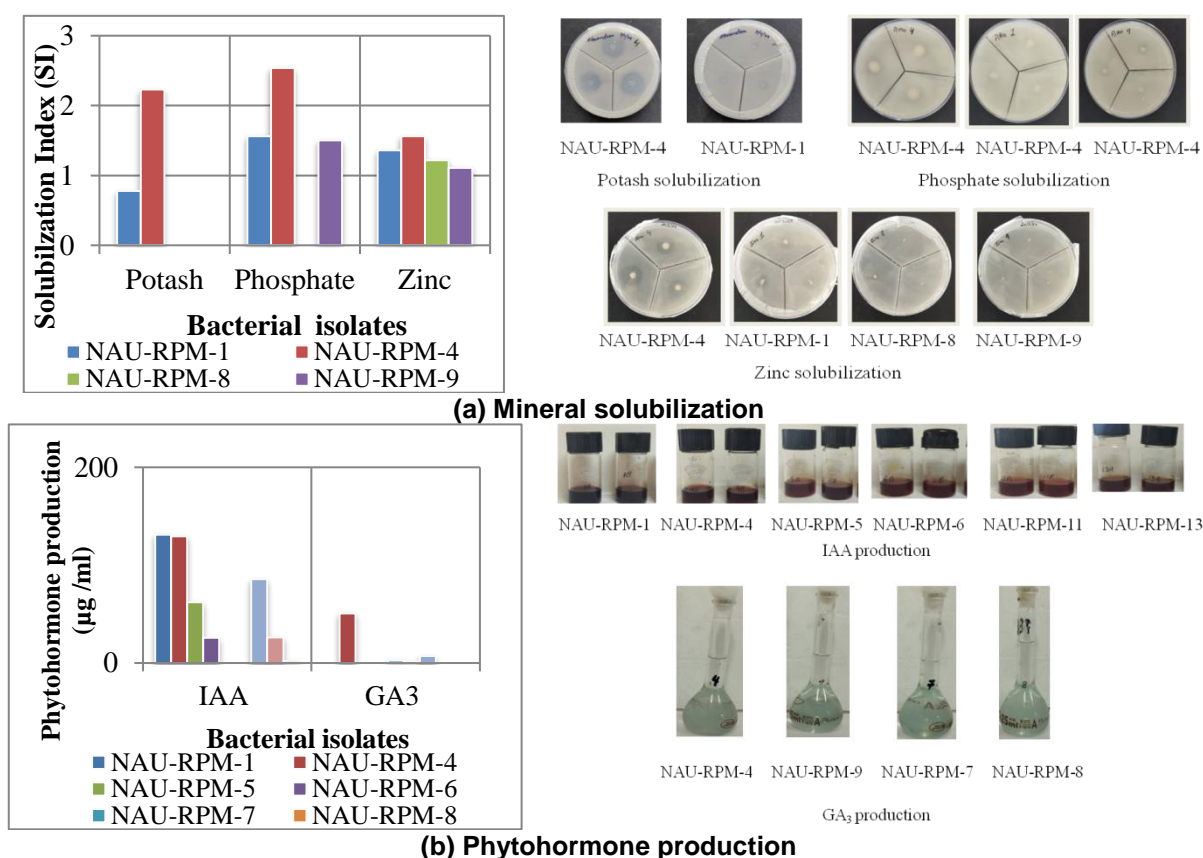 Solubilzation Index (SI)
3
2
1
0
Potash Phosphate Zinc
Bacterial isolates
NAU-RPM-1 NAU-RPM-4
NAU-RPM-8 NAU-RPM-9
NAU-RPM-4 NAU-RPM-1
Potash solubilization
NAU-RPM-4 NAU-RPM-4 NAU-RPM-4
Phosphate solubilization
NAU-RPM-4 NAU-RPM-1 NAU-RPM-8 NAU-RPM-9
Zinc solubilization
(a) Mineral solubilization
Phytohormone production
(µg /ml)
200
0
IAA GA3
Bacterial isolates
NAU-RPM-1 NAU-RPM-4
NAU-RPM-5 NAU-RPM-6
NAU-RPM-7 NAU-RPM-8
NAU-RPM-1 NAU-RPM-4 NAU-RPM-5 NAU-RPM-6 NAU-RPM-11 NAU-RPM-13
IAA production
4
7
8
NAU-RPM-4 NAU-RPM-9 NAU-RPM-7 NAU-RPM-8
GA₃ production
(b) Phytohormone production